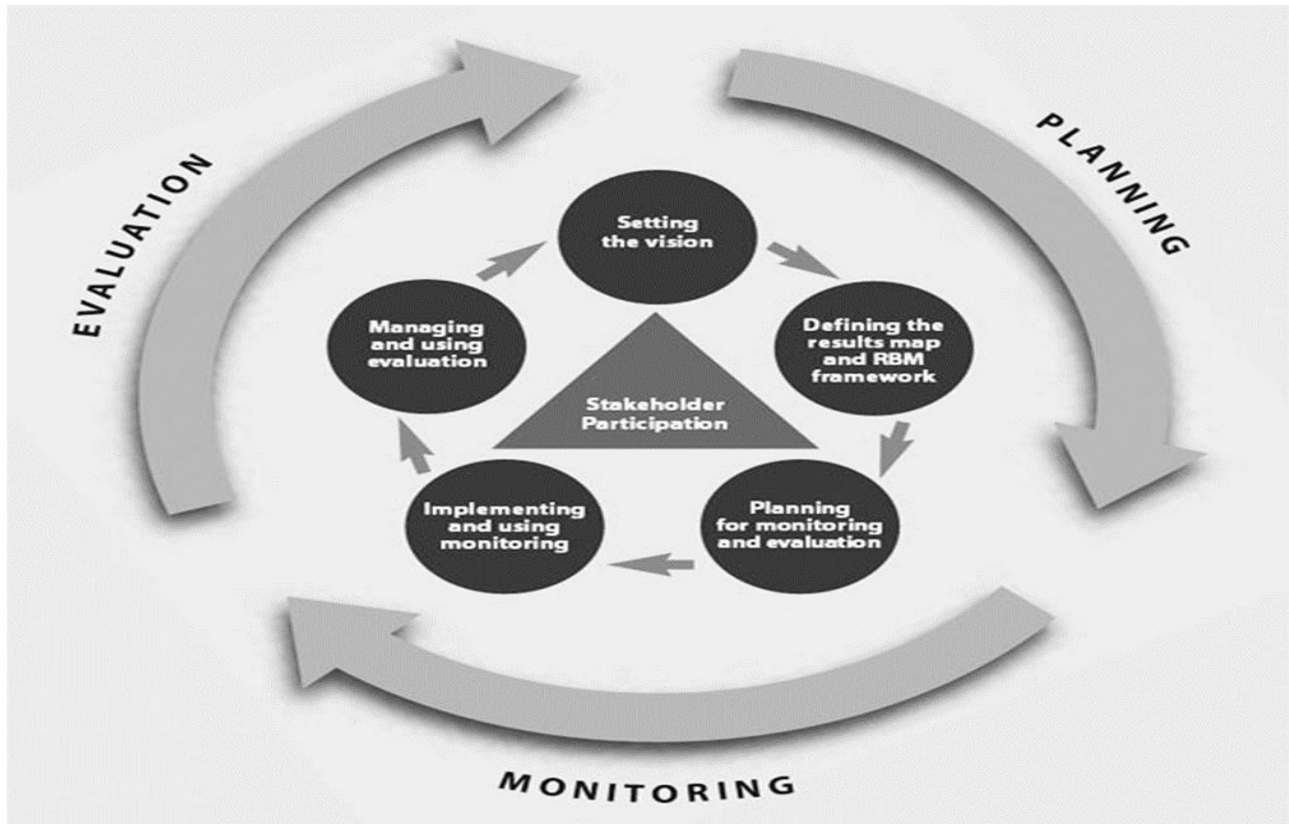 EVALUATION
PLANNING
Setting
the vision
Managing
and using
evaluation
Defining the
results map
and RBM
framework
Stakeholder
Participation
Implementing
and using
monitoring
Planning
for monitoring
and evaluation
MONITORING